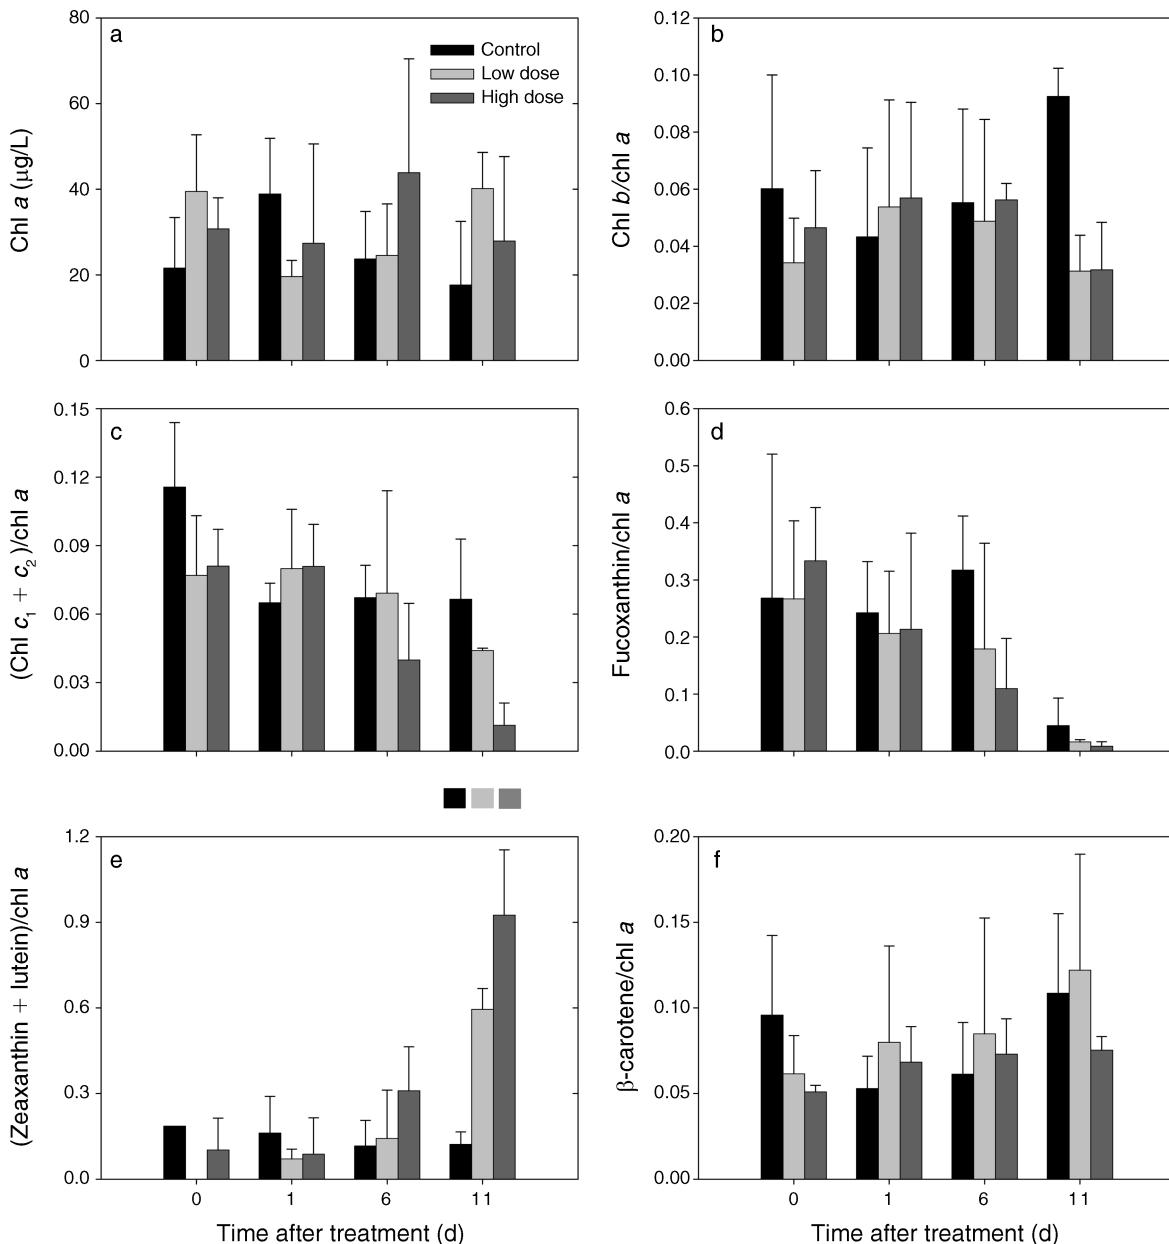 a
Control
Low dose
High dose
Chl a (µg/L)
80
60
40
20
0
b
Chl b/chl a
0.12
0.10
0.08
0.06
0.04
0.02
0.00
c
(Chl c₁ + c₂)/chl a
0.15
0.12
0.09
0.06
0.03
0.00
d
Fucoxanthin/chl a
0.6
0.5
0.4
0.3
0.2
0.1
0.0
e
(Zeaxanthin + lutein)/chl a
1.2
0.9
0.6
0.3
0.0
0 1 6 11
Time after treatment (d)
f
β-carotene/chl a
0.20
0.15
0.10
0.05
0.00
0 1 6 11
Time after treatment (d)